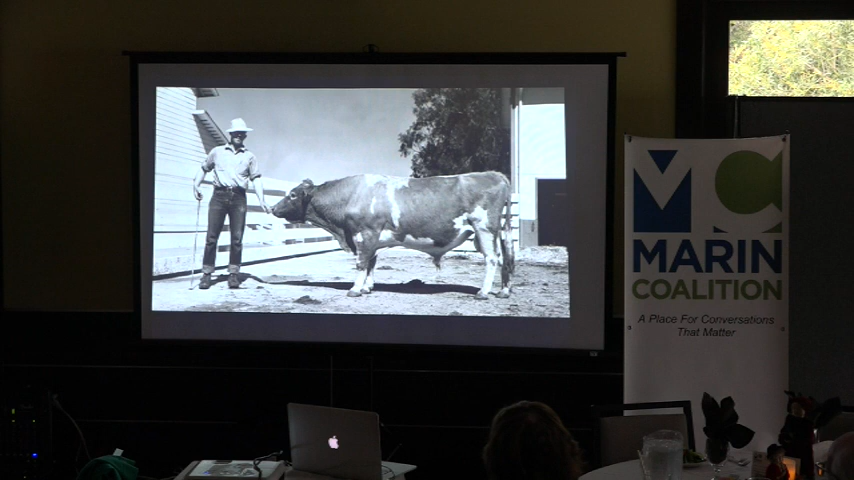 MC
MARIN
COALITION
A Place For Conversations
That Matter